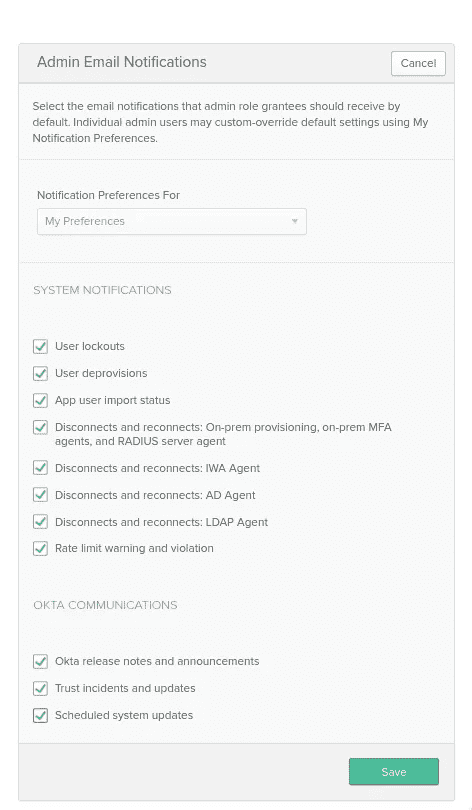 Admin Email Notifications
Cancel
Select the email notifications that admin role grantees should receive by
default. Individual admin users may custom-override default settings using My
Notification Preferences.
Notification Preferences For
My Preferences
SYSTEM NOTIFICATIONS
User lockouts
User deprovisions
App user import status
Disconnects and reconnects: On-prem provisioning, on-prem MFA
agents, and RADIUS server agent
Disconnects and reconnects: IWA Agent
Disconnects and reconnects: AD Agent
Disconnects and reconnects: LDAP Agent
Rate limit warning and violation
OKTA COMMUNICATIONS
Okta release notes and announcements
Trust incidents and updates
Scheduled system updates
Save